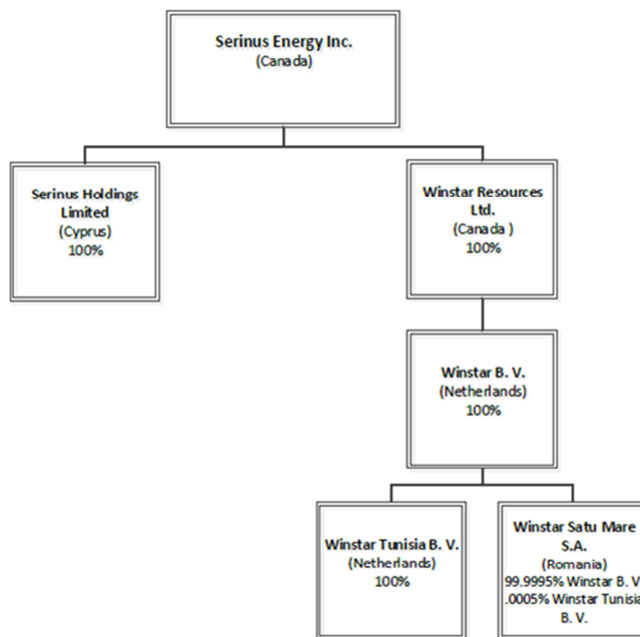 Serinus Energy Inc.
(Canada)
Serinus Holdings
Limited
(Cyprus)
100%
Winstar Resources
Ltd.
(Canada )
100%
Winstar B. V.
(Netherlands)
100%
Winstar Tunisia B. V.
(Netherlands)
100%
Winstar Satu Mare
S.A.
(Romania)
99.9995% Winstar B. V
.0005% Winstar Tunisia
B. V.